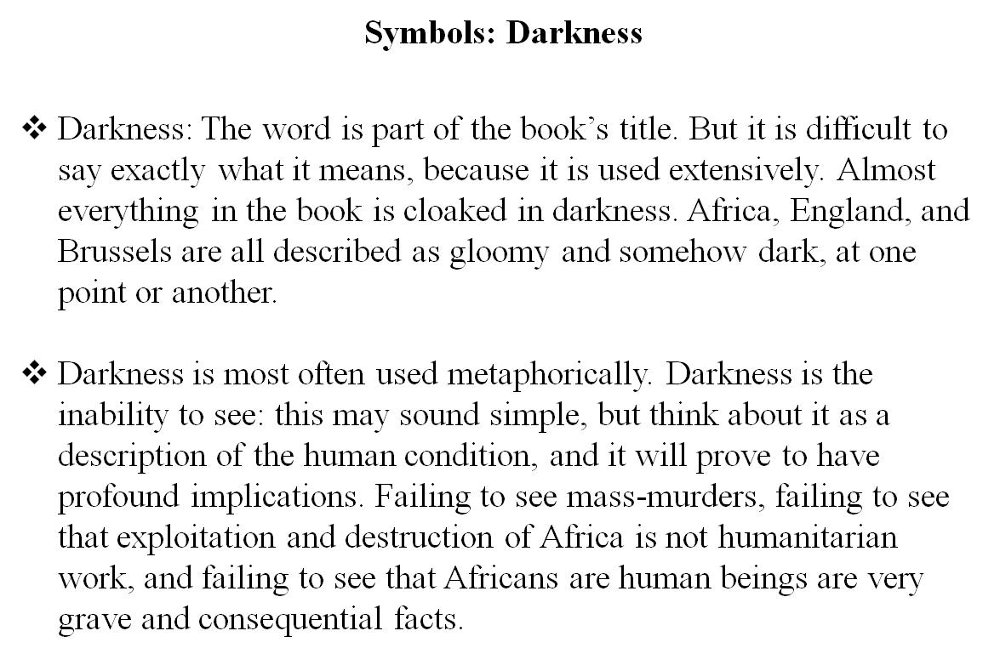 Symbols: Darkness
❖ Darkness: The word is part of the book’s title. But it is difficult to
say exactly what it means, because it is used extensively. Almost
everything in the book is cloaked in darkness. Africa, England, and
Brussels are all described as gloomy and somehow dark, at one
point or another.
❖ Darkness is most often used metaphorically. Darkness is the
inability to see: this may sound simple, but think about it as a
description of the human condition, and it will prove to have
profound implications. Failing to see mass-murders, failing to see
that exploitation and destruction of Africa is not humanitarian
work, and failing to see that Africans are human beings are very
grave and consequential facts.